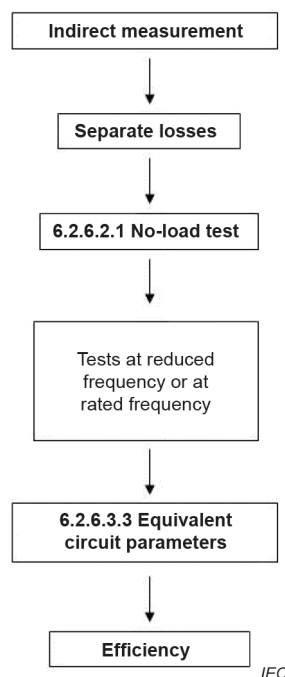 Indirect measurement
Separate losses
6.2.6.2.1 No-load test
Tests at reduced
frequency or at
rated frequency
6.2.6.3.3 Equivalent
circuit parameters
Efficiency
IEC